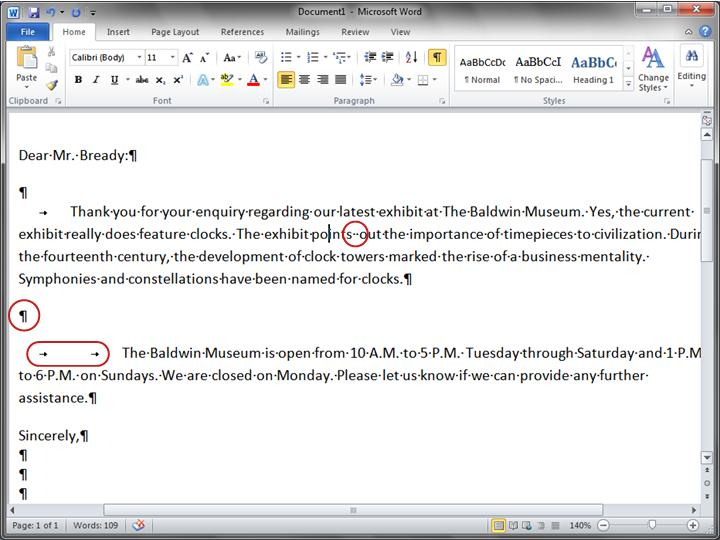 Document1 - Microsoft Word
File Home Insert Page Layout References Mailings Review View
Calibri (Body) 11 Aa
AaBbCcDc AaBbCcI AaBbC
Paste B I U abc x₂ x² A ab A ¶ Normal ¶ No Spaci... Heading 1 Change Styles Editing
Clipboard Font Paragraph Styles
Dear·Mr.·Bready:¶
¶
→ Thank·you·for·your·enquiry·regarding·our·latest·exhibit·at·The·Baldwin·Museum.·Yes,·the·current·
exhibit·really·does·feature·clocks.·The·exhibit·points··out·the·importance·of·timepieces·to·civilization.·Durin
the·fourteenth·century,·the·development·of·clock·towers·marked·the·rise·of·a·business·mentality.·
Symphonies·and·constellations·have·been·named·for·clocks.¶
¶
→ → The·Baldwin·Museum·is·open·from·10·A.M.·to·5·P.M.·Tuesday·through·Saturday·and·1·P.M
to·6·P.M.·on·Sundays.·We·are·closed·on·Monday.·Please·let·us·know·if·we·can·provide·any·further·
assistance.¶
Sincerely,¶
¶
¶
¶
Page: 1 of 1 Words: 109 140%